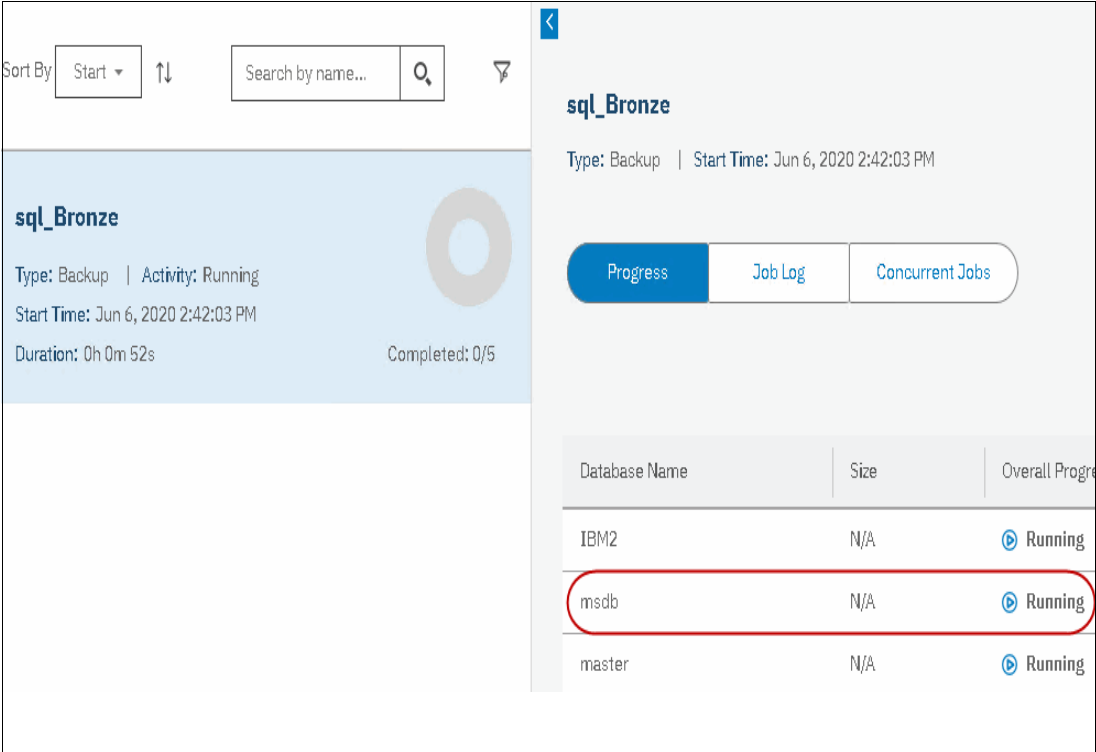 Sort By Start Search by name...
sql_Bronze
Type: Backup | Activity: Running
Start Time: Jun 6, 2020 2:42:03 PM
Duration: 0h 0m 52s Completed: 0/5
sql_Bronze
Type: Backup | Start Time: Jun 6, 2020 2:42:03 PM
Progress Job Log Concurrent Jobs
Database Name Size Overall Progre
IBM2 N/A Running
msdb N/A Running
master N/A Running